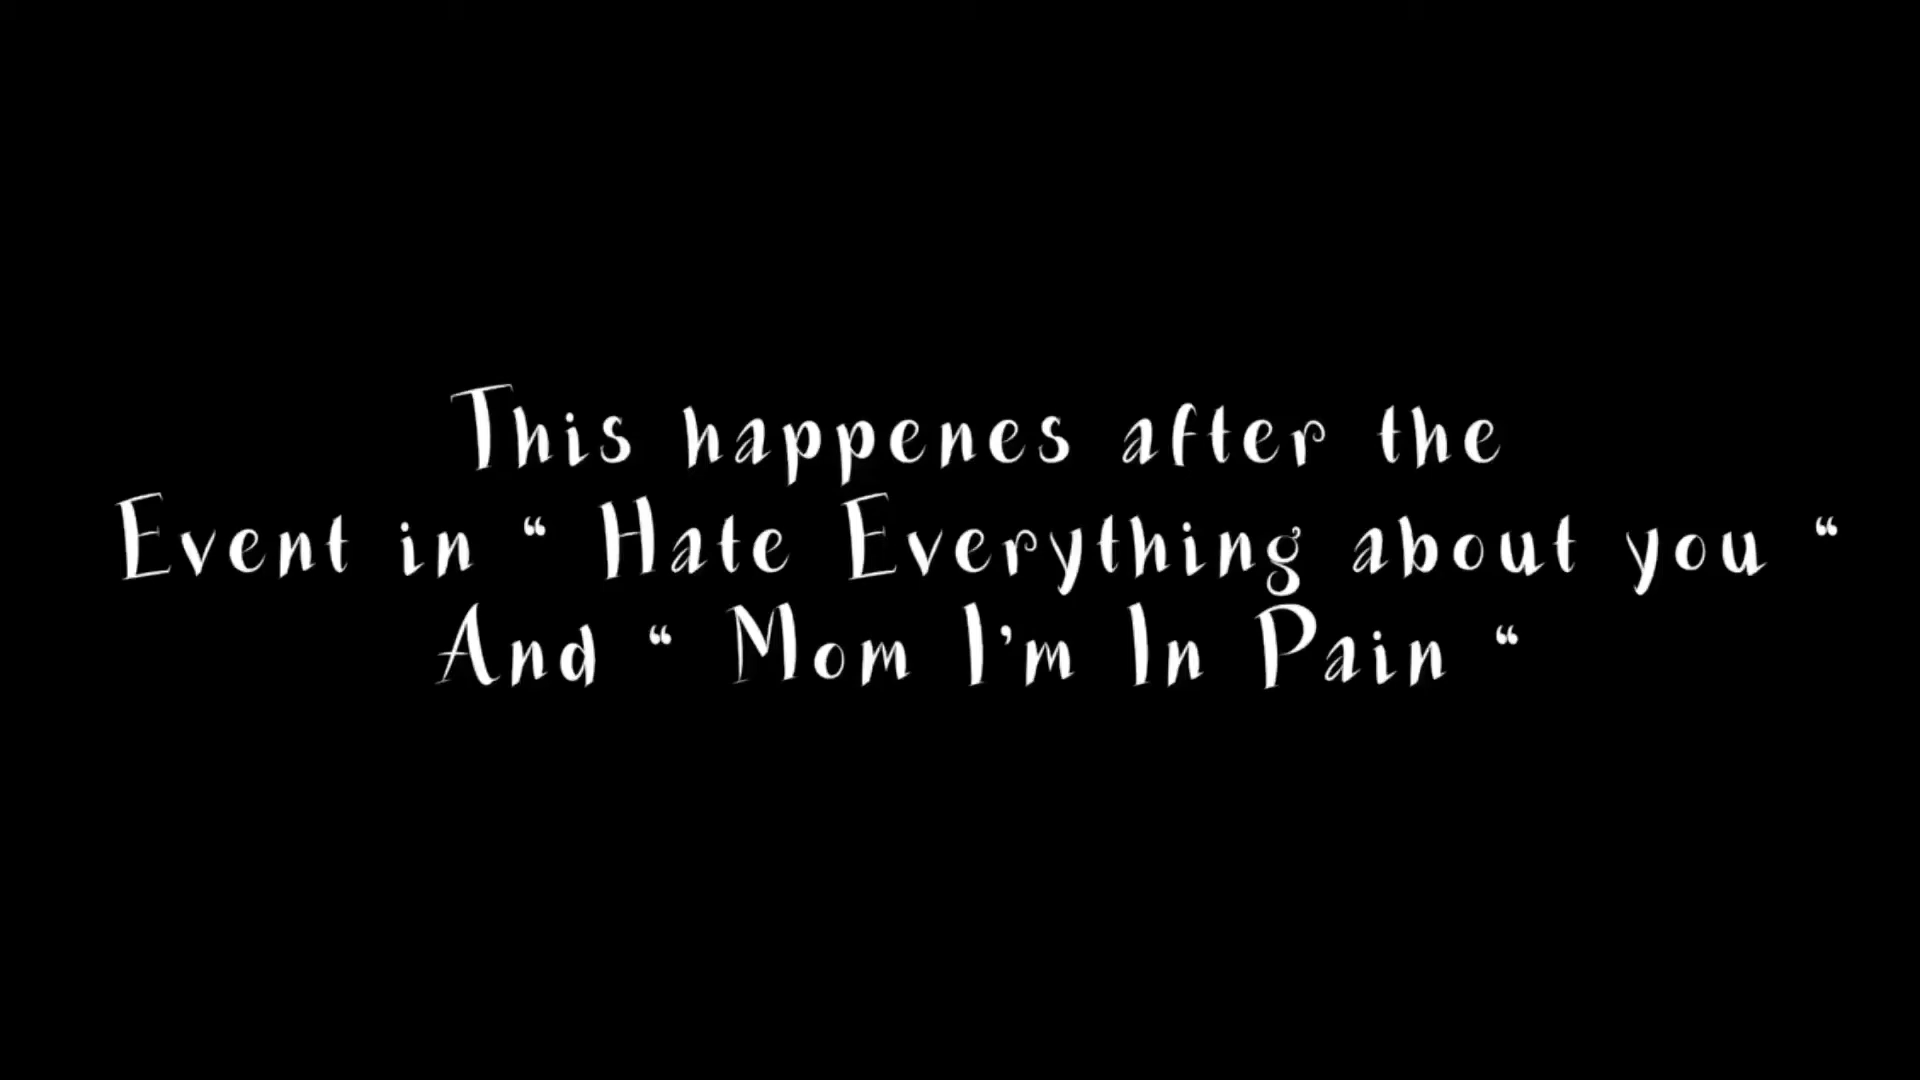 This happenes after the
Event in “ Hate Everything about you “
And “ Mom I'm In Pain “